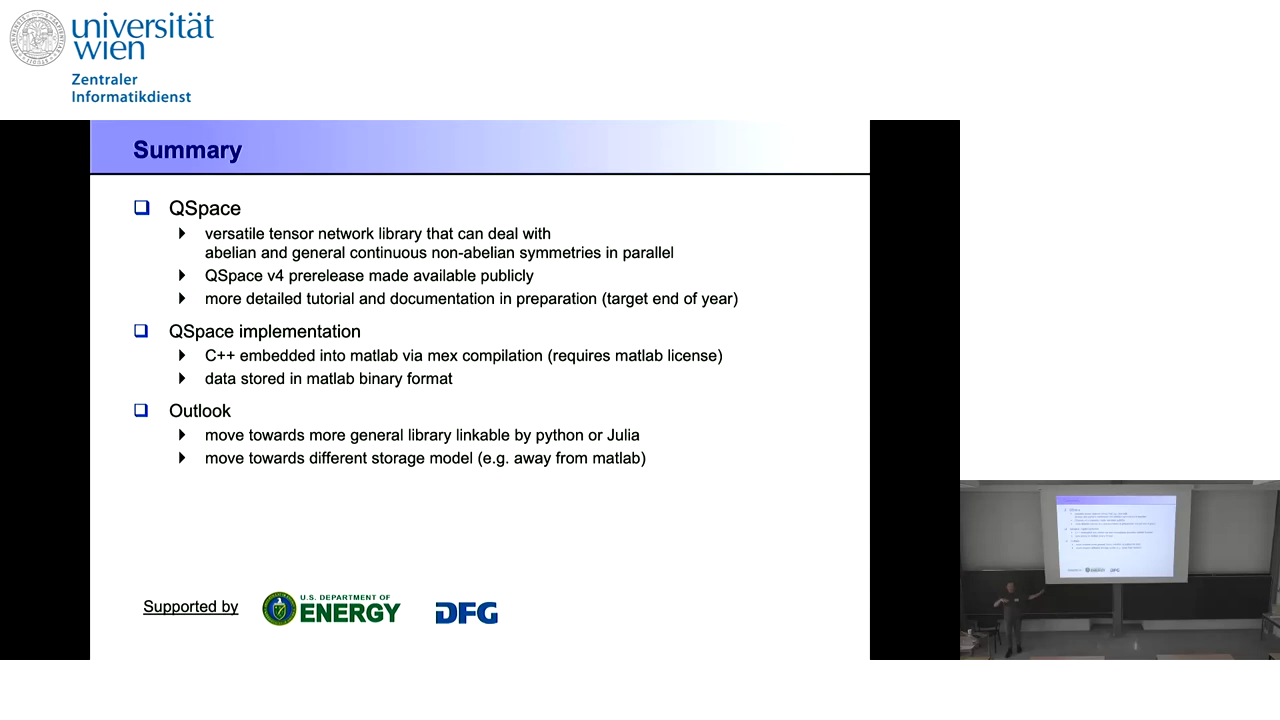 universität
wien
Zentraler
Informatikdienst
Summary
QSpace
versatile tensor network library that can deal with
abelian and general continuous non-abelian symmetries in parallel
QSpace v4 prerelease made available publicly
more detailed tutorial and documentation in preparation (target end of year)
QSpace implementation
C++ embedded into matlab via mex compilation (requires matlab license)
data stored in matlab binary format
Outlook
move towards more general library linkable by python or Julia
move towards different storage model (e.g. away from matlab)
Supported by
U.S. DEPARTMENT OF
ENERGY
DFG